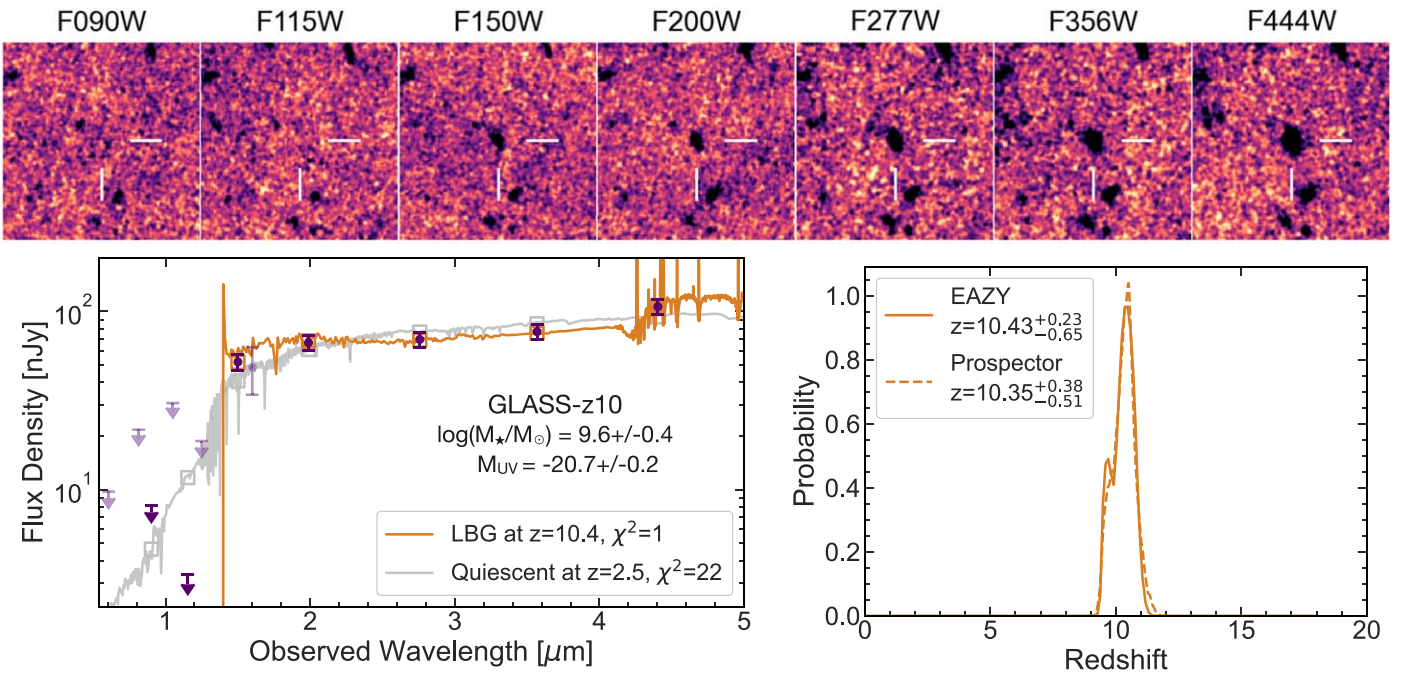 F090W F115W F150W F200W F277W F356W F444W
Flux Density [nJy]
10²
10¹
GLASS-z10
log(M★/M⊙) = 9.6+/-0.4
M_UV = -20.7+/-0.2
LBG at z=10.4, χ²=1
Quiescent at z=2.5, χ²=22
1 2 3 4 5
Observed Wavelength [μm]
Probability
1.0
0.8
0.6
0.4
0.2
0.0
EAZY
z=10.43+0.23−0.65
Prospector
z=10.35+0.38−0.51
0 5 10 15 20
Redshift